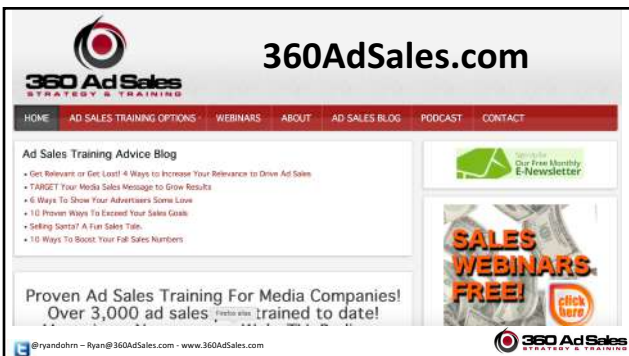 360AdSales.com
360 Ad Sales
STRATEGY & TRAINING
HOME AD SALES TRAINING OPTIONS WEBINARS ABOUT AD SALES BLOG PODCAST CONTACT
Ad Sales Training Advice Blog
• Get Relevant or Get Lost! 4 Ways to Increase Your Relevance to Drive Ad Sales
• TARGET Your Media Sales Message to Grow Results
• 6 Ways To Show Your Advertisers Some Love
• 10 Proven Ways To Exceed Your Sales Goals
• Selling Santa? A Fun Sales Tale.
• 10 Ways To Boost Your Fall Sales Numbers
Our Free Monthly
E-Newsletter
SALES
WEBINARS
FREE!
click
here
Proven Ad Sales Training For Media Companies!
Over 3,000 ad sales trained to date!
@ryandohrn – Ryan@360AdSales.com - www.360AdSales.com
360 Ad Sales
STRATEGY & TRAINING